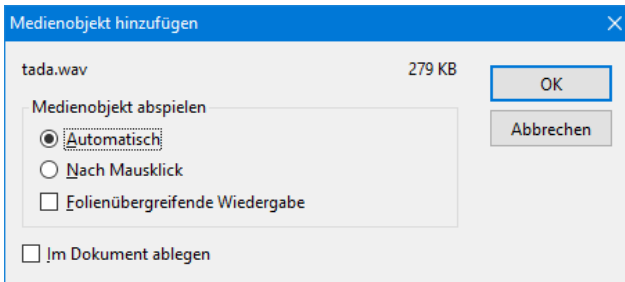 Medienobjekt hinzufügen
tada.wav 279 KB
OK
Medienobjekt abspielen
Automatisch
Abbrechen
Nach Mausklick
Folienübergreifende Wiedergabe
Im Dokument ablegen